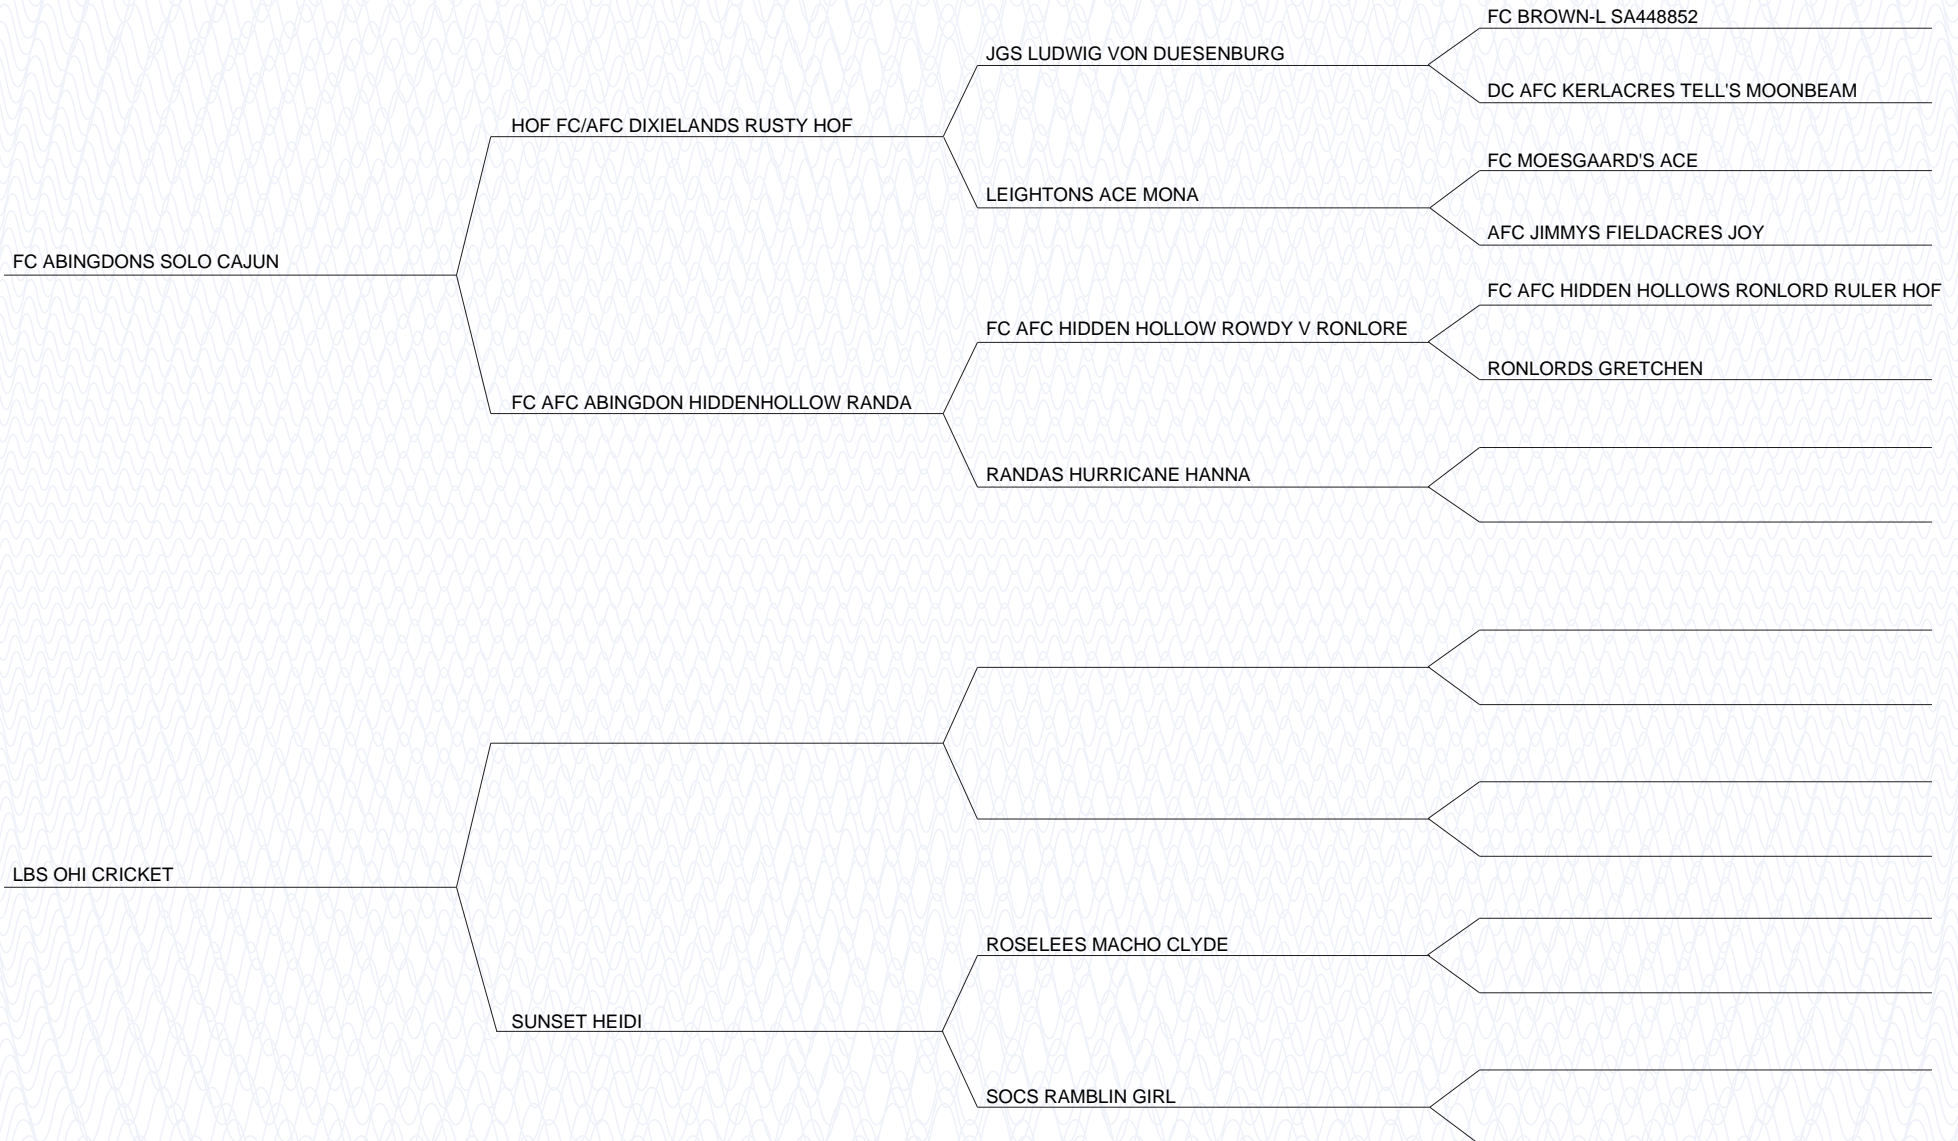 FC BROWN-L SA448852
JGS LUDWIG VON DUESENBURG
DC AFC KERLACRES TELL'S MOONBEAM
HOF FC/AFC DIXIELANDS RUSTY HOF
FC MOESGAARD'S ACE
LEIGHTONS ACE MONA
AFC JIMMYS FIELDACRES JOY
FC ABINGDONS SOLO CAJUN
FC AFC HIDDEN HOLLOWS RONLORD RULER HOF
FC AFC HIDDEN HOLLOW ROWDY V RONLORE
RONLORDS GRETCHEN
FC AFC ABINGDON HIDDENHOLLOW RANDA
RANDAS HURRICANE HANNA
LBS OHI CRICKET
ROSELEES MACHO CLYDE
SUNSET HEIDI
SOCS RAMBLIN GIRL